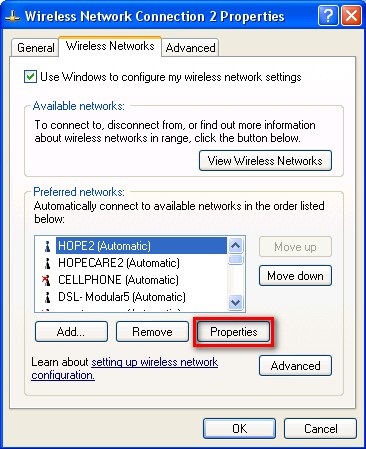 Wireless Network Connection 2 Properties
General
Wireless Networks
Advanced
Use Windows to configure my wireless network settings
Available networks:
To connect to, disconnect from, or find out more information
about wireless networks in range, click the button below.
View Wireless Networks
Preferred networks:
Automatically connect to available networks in the order listed
below:
HOPE2 (Automatic)
HOPECARE2 (Automatic)
CELLPHONE (Automatic)
DSL- Modular5 (Automatic)
Move up
Move down
Add...
Remove
Properties
Learn about setting up wireless network
configuration.
Advanced
OK
Cancel